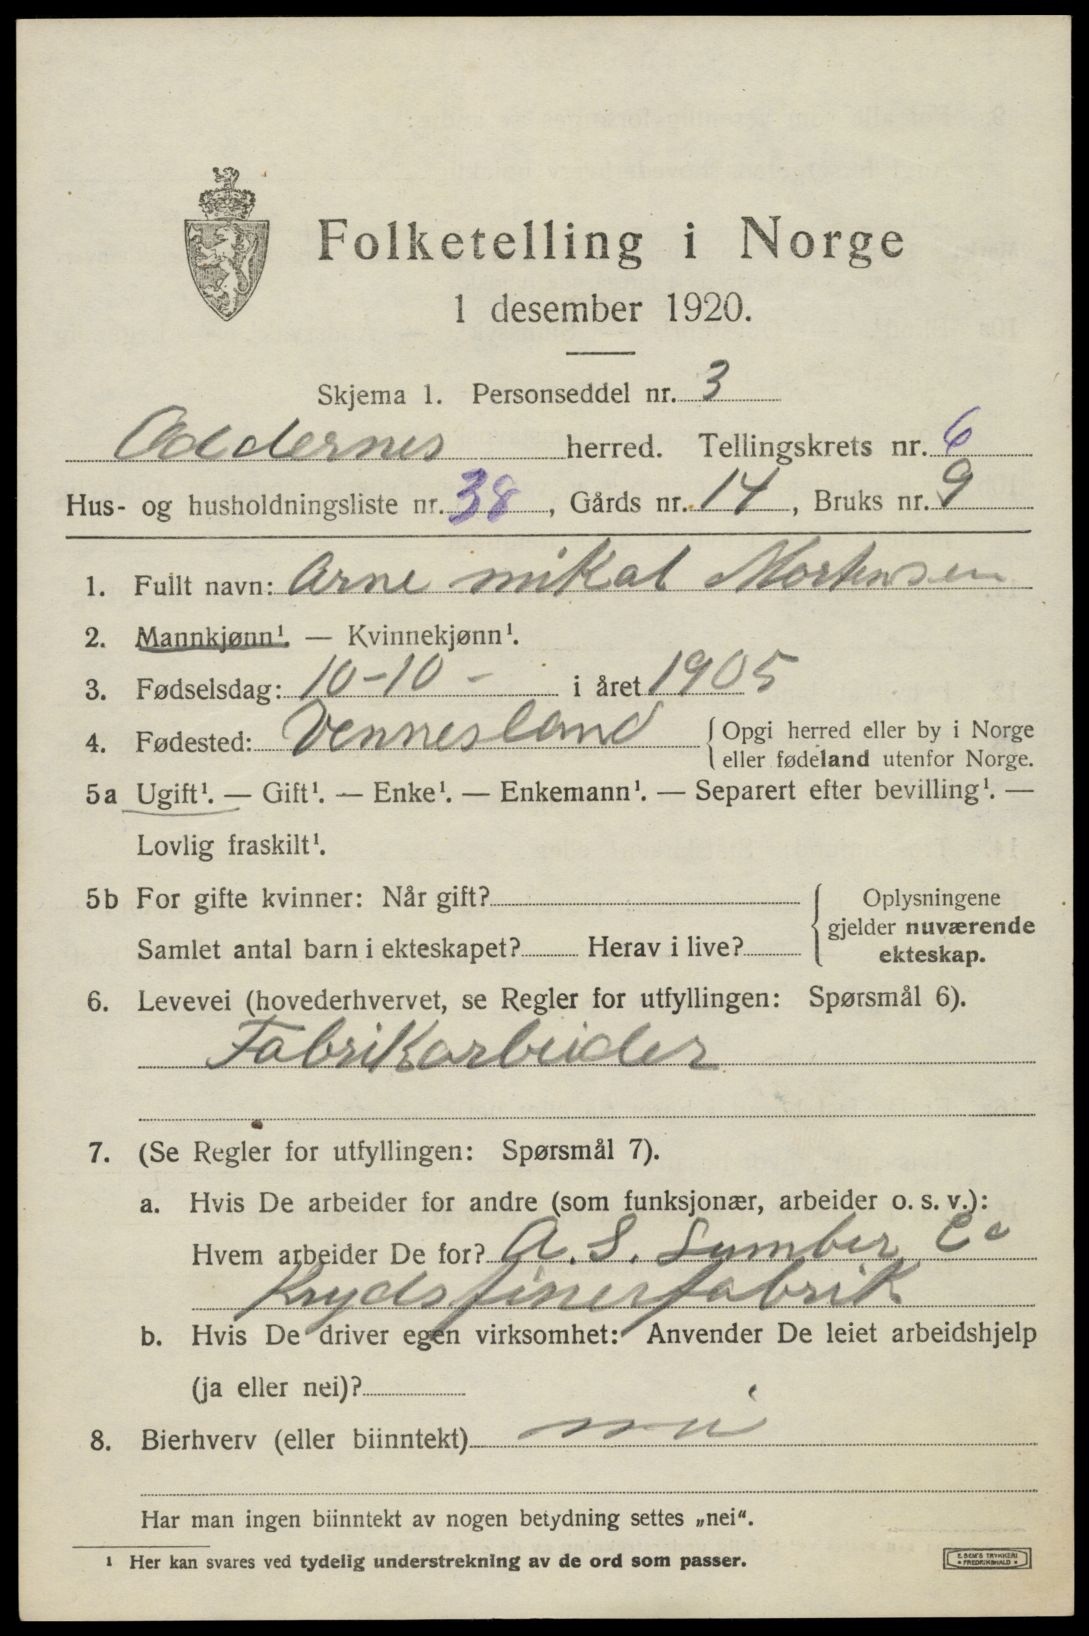 Folketelling i Norge
1 desember 1920.
Skjema 1. Personseddel nr. 3
Oddernes herred. Tellingskrets nr. 6
Hus- og husholdningsliste nr. 38, Gårds nr. 14, Bruks nr. 9
1. Fullt navn: Arne mikal Mortensen
2. Mannkjønn¹. — Kvinnekjønn¹.
3. Fødselsdag: 10-10- i året 1905
4. Fødested: Vennesland {Opgi herred eller by i Norge
eller fødeland utenfor Norge.
5a Ugift¹. — Gift¹. — Enke¹. — Enkemann¹. — Separert efter bevilling¹. —
Lovlig fraskilt¹.
5b For gifte kvinner: Når gift? { Oplysningene
gjelder nuværende
Samlet antal barn i ekteskapet? Herav i live? ekteskap.
6. Levevei (hovederhvervet, se Regler for utfyllingen: Spørsmål 6).
Fabrikarbeider
7. (Se Regler for utfyllingen: Spørsmål 7).
a. Hvis De arbeider for andre (som funksjonær, arbeider o. s. v.):
Hvem arbeider De for? A. S. Lumber Co
Krydsfinerfabrik
b. Hvis De driver egen virksomhet: Anvender De leiet arbeidshjelp
(ja eller nei)?
8. Bierhverv (eller biinntekt) nei
Har man ingen biinntekt av nogen betydning settes „nei“.
¹ Her kan svares ved tydelig understrekning av de ord som passer.
E. SEM'S TRYKKERI
• FREDRIKSHALD •